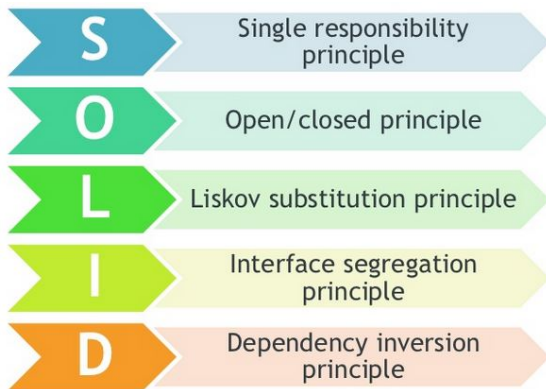 S
Single responsibility
principle
O
Open/closed principle
L
Liskov substitution principle
I
Interface segregation
principle
D
Dependency inversion
principle